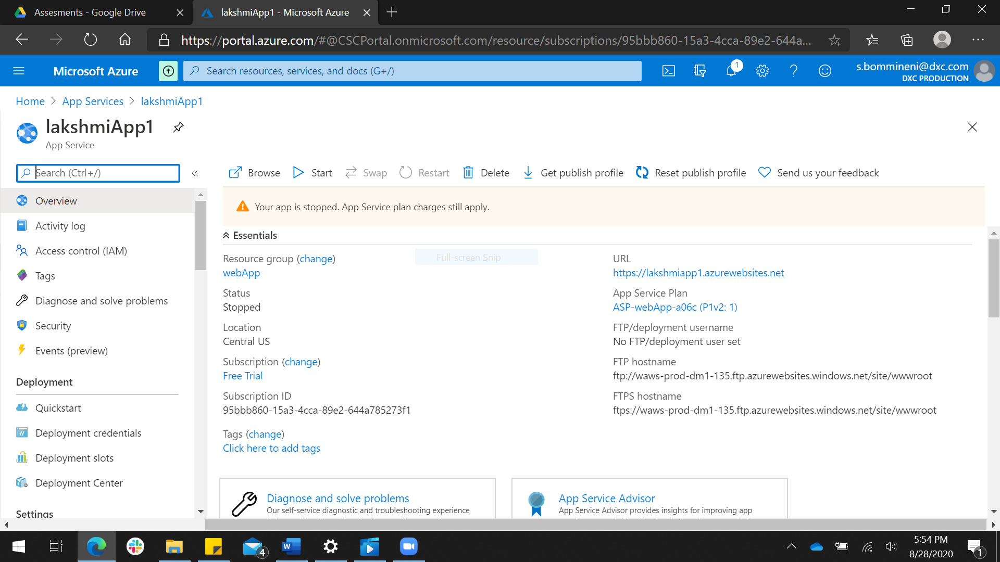 Assesments - Google Drive
lakshmiApp1 - Microsoft Azure
https://portal.azure.com/#@CSCPortal.onmicrosoft.com/resource/subscriptions/95bbb860-15a3-4cca-89e2-644a...
Microsoft Azure
Search resources, services, and docs (G+/)
1
s.bommineni@dxc.com
DXC PRODUCTION
Home > App Services > lakshmiApp1
lakshmiApp1
App Service
Search (Ctrl+/)
«
Browse
Start
Swap
Restart
Delete
Get publish profile
Reset publish profile
Send us your feedback
Overview
Activity log
Access control (IAM)
Tags
Diagnose and solve problems
Security
Events (preview)
Deployment
Quickstart
Deployment credentials
Deployment slots
Deployment Center
Settings
Your app is stopped. App Service plan charges still apply.
Essentials
Full-screen Snip
Resource group (change)
webApp
Status
Stopped
Location
Central US
Subscription (change)
Free Trial
Subscription ID
95bbb860-15a3-4cca-89e2-644a785273f1
Tags (change)
Click here to add tags
URL
https://lakshmiapp1.azurewebsites.net
App Service Plan
ASP-webApp-a06c (P1v2: 1)
FTP/deployment username
No FTP/deployment user set
FTP hostname
ftp://waws-prod-dm1-135.ftp.azurewebsites.windows.net/site/wwwroot
FTPS hostname
ftps://waws-prod-dm1-135.ftp.azurewebsites.windows.net/site/wwwroot
Diagnose and solve problems
Our self-service diagnostic and troubleshooting experience
App Service Advisor
App Service Advisor provides insights for improving app
4
W
5:54 PM
8/28/2020
1